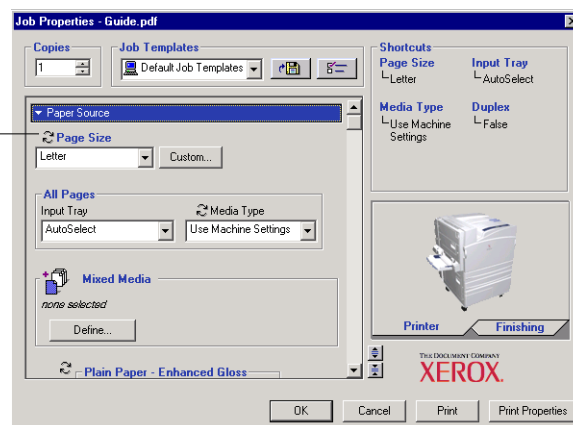 Job Properties - Guide.pdf
Copies
1
Job Templates
Default Job Templates
Paper Source
Page Size
Letter
Custom...
All Pages
Input Tray
AutoSelect
Media Type
Use Machine Settings
Mixed Media
none selected
Define...
Plain Paper - Enhanced Gloss
Shortcuts
Page Size
Letter
Input Tray
AutoSelect
Media Type
Use Machine
Settings
Duplex
False
Printer
Finishing
THE DOCUMENT COMPANY
XEROX.
OK
Cancel
Print
Print Properties